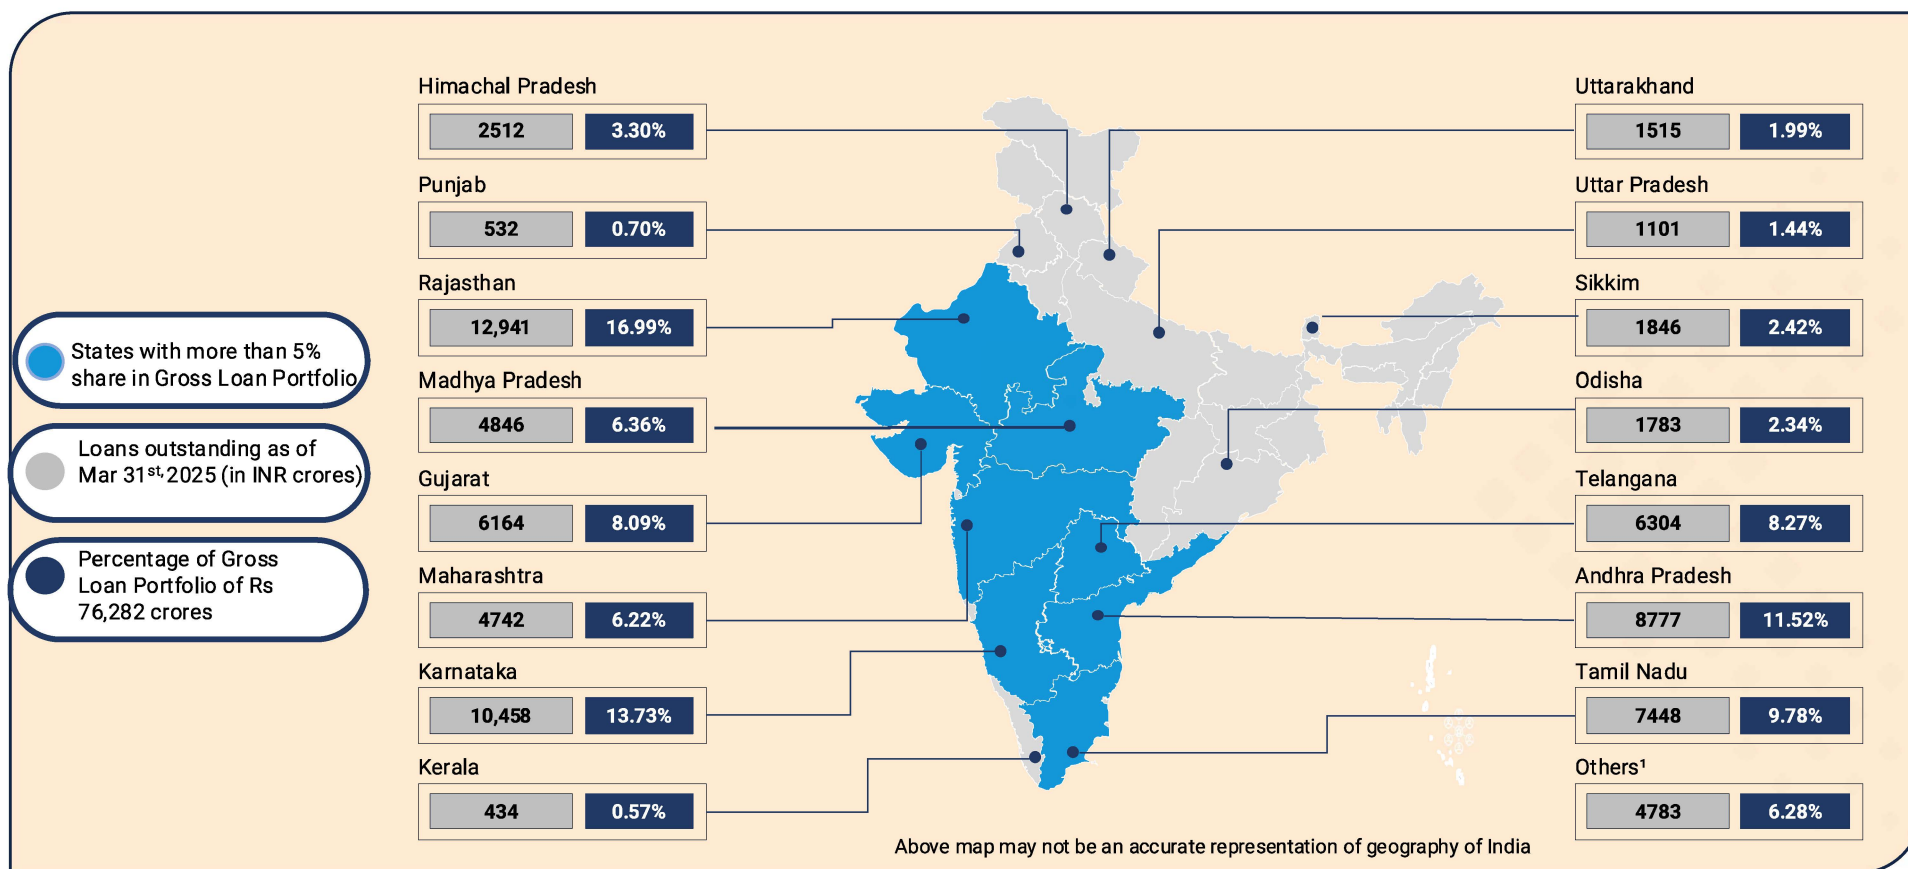 Himachal Pradesh
2512 3.30%
Punjab
532 0.70%
Rajasthan
12,941 16.99%
Madhya Pradesh
4846 6.36%
Gujarat
6164 8.09%
Maharashtra
4742 6.22%
Karnataka
10,458 13.73%
Kerala
434 0.57%
States with more than 5%
share in Gross Loan Portfolio
Loans outstanding as of
Mar 31st, 2025 (in INR crores)
Percentage of Gross
Loan Portfolio of Rs
76,282 crores
Uttarakhand
1515 1.99%
Uttar Pradesh
1101 1.44%
Sikkim
1846 2.42%
Odisha
1783 2.34%
Telangana
6304 8.27%
Andhra Pradesh
8777 11.52%
Tamil Nadu
7448 9.78%
Others¹
4783 6.28%
Above map may not be an accurate representation of geography of India